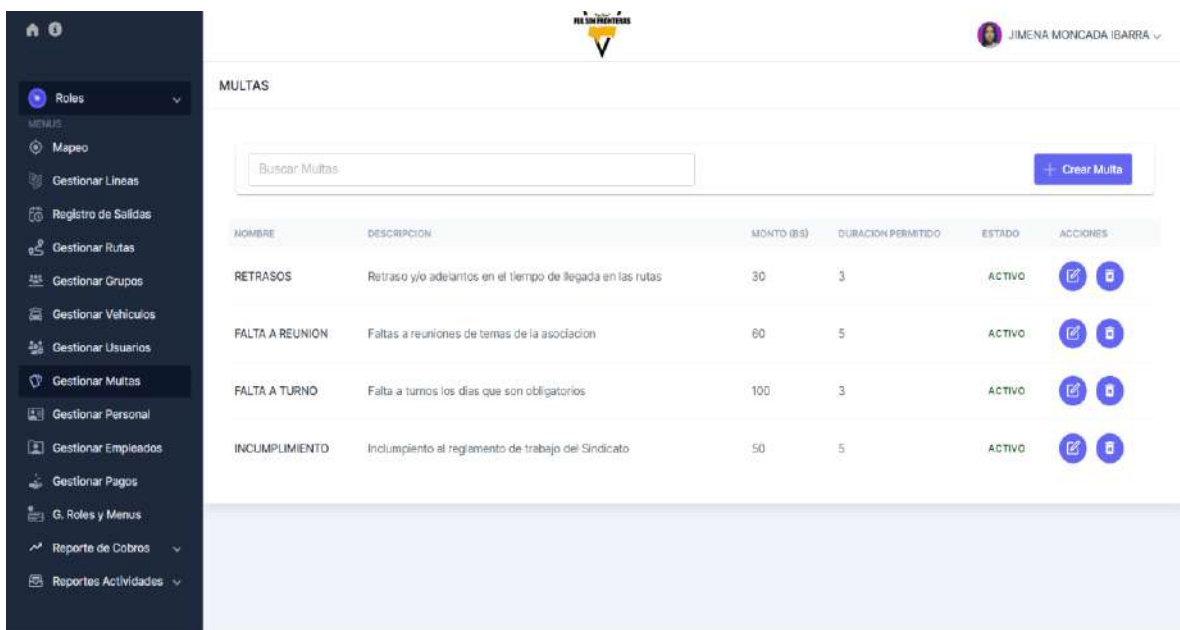 FUL SIN FRONTERAS
JIMENA MONCADA IBARRA
MULTAS
Roles
MENUS
Mapeo
Gestionar Lineas
Registro de Salidas
Gestionar Rutas
Gestionar Grupos
Gestionar Vehiculos
Gestionar Usuarios
Gestionar Multas
Gestionar Personal
Gestionar Empleados
Gestionar Pagos
G. Roles y Menus
Reporte de Cobros
Reportes Actividades
Buscar Multas
Crear Multa
NOMBRE DESCRIPCION MONTO (BS) DURACION PERMITIDO ESTADO ACCIONES
RETRASOS Retraso y/o adelantos en el tiempo de llegada en las rutas 30 3 ACTIVO
FALTA A REUNION Faltas a reuniones de temas de la asociacion 60 5 ACTIVO
FALTA A TURNO Falta a turnos los dias que son obligatorios 100 3 ACTIVO
INCUMPLIMIENTO Inclumpiento al reglamento de trabajo del Sindicato 50 5 ACTIVO